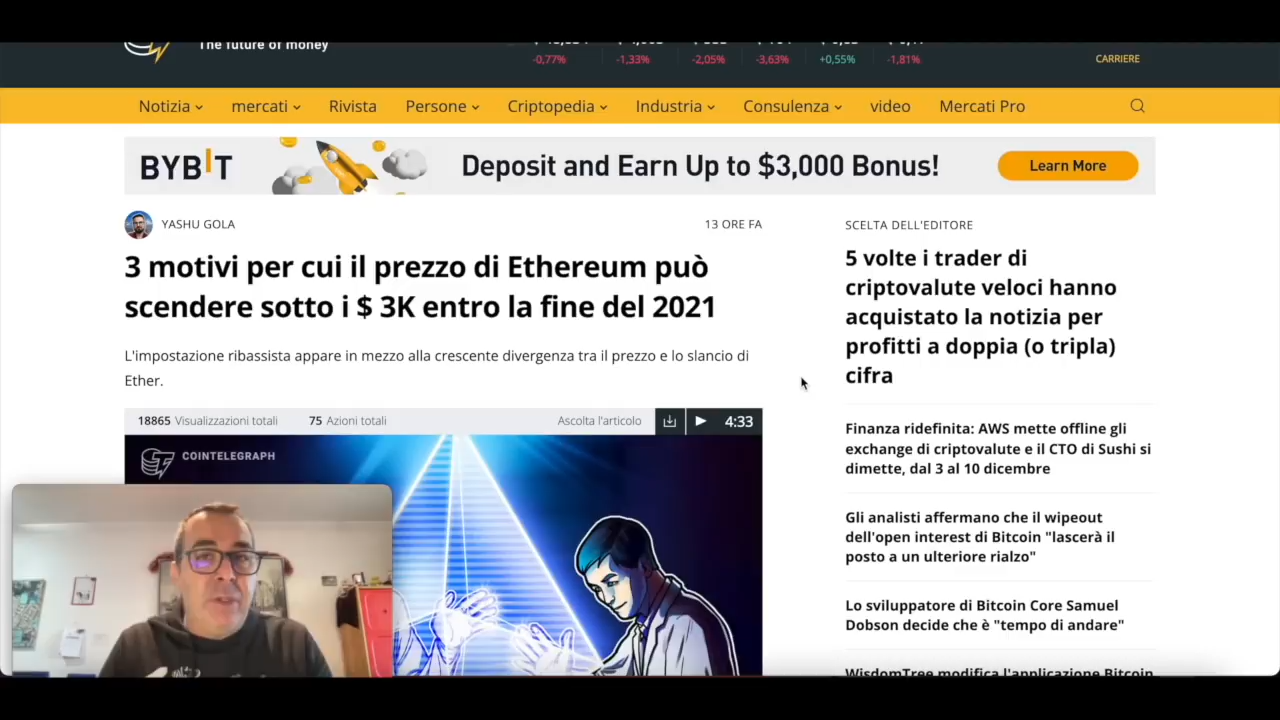 The future of money
-0,77% -1,33% -2,05% -3,63% +0,55% -1,81%
CARRIERE
Notizia mercati Rivista Persone Criptopedia Industria Consulenza video Mercati Pro
BYBIT Deposit and Earn Up to $3,000 Bonus! Learn More
YASHU GOLA 13 ORE FA
3 motivi per cui il prezzo di Ethereum può
scendere sotto i $ 3K entro la fine del 2021
L'impostazione ribassista appare in mezzo alla crescente divergenza tra il prezzo e lo slancio di
Ether.
18865 Visualizzazioni totali 75 Azioni totali Ascolta l'articolo 4:33
COINTELEGRAPH
SCELTA DELL'EDITORE
5 volte i trader di
criptovalute veloci hanno
acquistato la notizia per
profitti a doppia (o tripla)
cifra
Finanza ridefinita: AWS mette offline gli
exchange di criptovalute e il CTO di Sushi si
dimette, dal 3 al 10 dicembre
Gli analisti affermano che il wipeout
dell'open interest di Bitcoin "lascerà il
posto a un ulteriore rialzo"
Lo sviluppatore di Bitcoin Core Samuel
Dobson decide che è "tempo di andare"
WisdomTree modifica l'applicazione Bitcoin